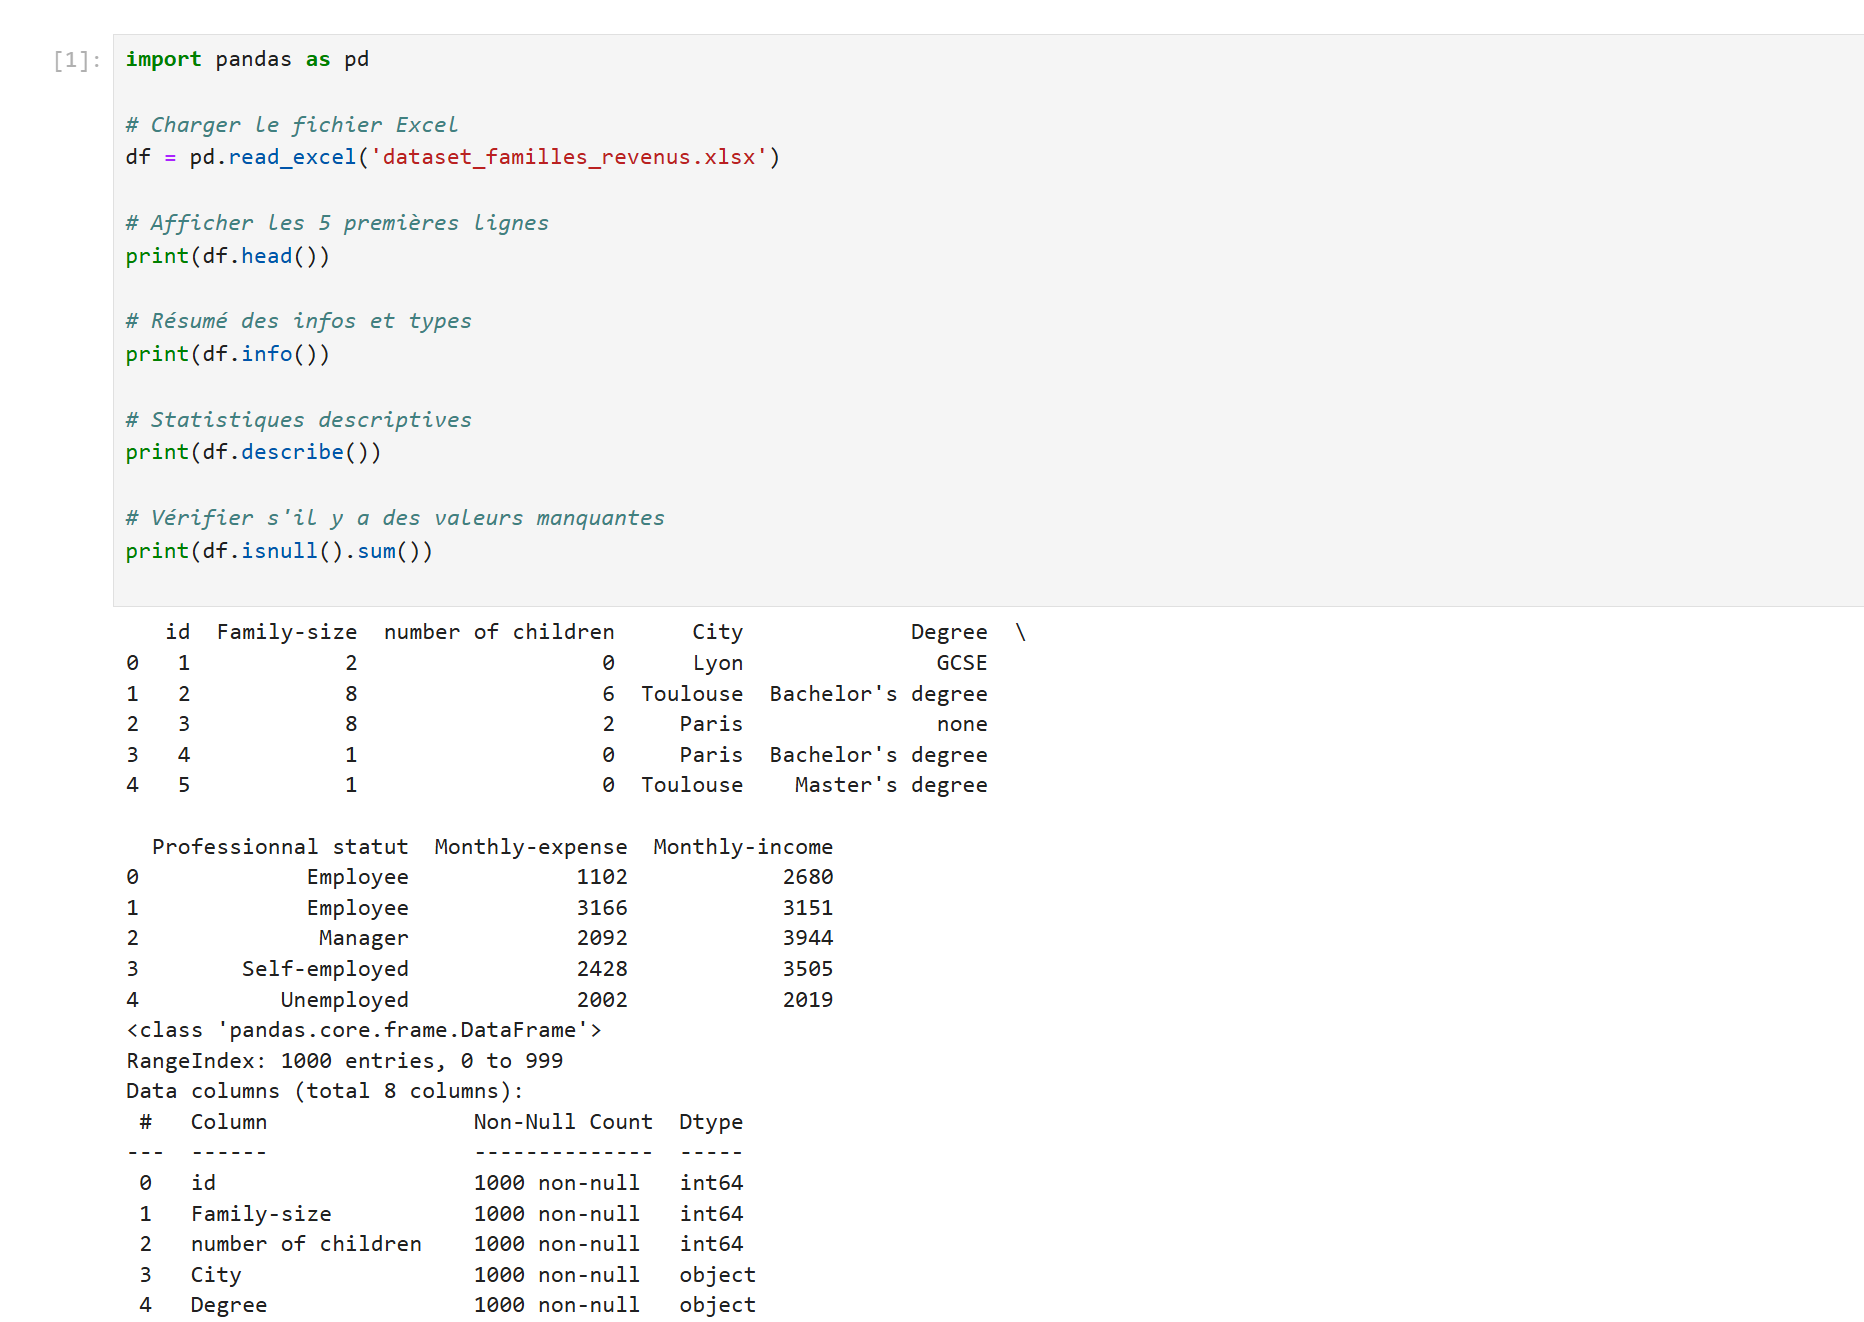 [1]: import pandas as pd
# Charger le fichier Excel
df = pd.read_excel('dataset_familles_revenus.xlsx')
# Afficher les 5 premières lignes
print(df.head())
# Résumé des infos et types
print(df.info())
# Statistiques descriptives
print(df.describe())
# Vérifier s'il y a des valeurs manquantes
print(df.isnull().sum())
   id  Family-size  number of children      City             Degree  \
0   1            2                   0      Lyon               GCSE
1   2            8                   6  Toulouse  Bachelor's degree
2   3            8                   2     Paris               none
3   4            1                   0     Paris  Bachelor's degree
4   5            1                   0  Toulouse    Master's degree
  Professionnal statut  Monthly-expense  Monthly-income
0             Employee             1102            2680
1             Employee             3166            3151
2              Manager             2092            3944
3        Self-employed             2428            3505
4           Unemployed             2002            2019
<class 'pandas.core.frame.DataFrame'>
RangeIndex: 1000 entries, 0 to 999
Data columns (total 8 columns):
 #   Column                Non-Null Count  Dtype
---  ------                --------------  -----
 0   id                    1000 non-null   int64
 1   Family-size           1000 non-null   int64
 2   number of children    1000 non-null   int64
 3   City                  1000 non-null   object
 4   Degree                1000 non-null   object